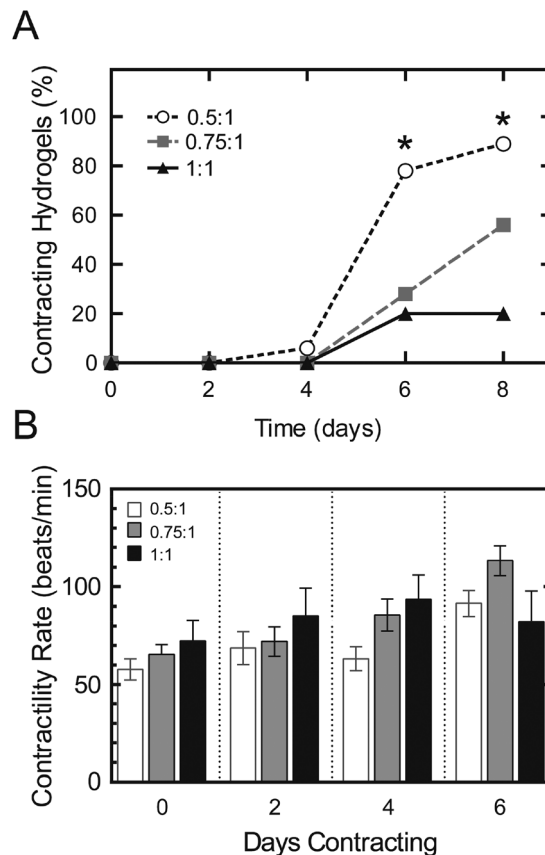 A
Contracting Hydrogels (%)
100
80
60
40
20
0
0.5:1
0.75:1
1:1
*
*
0 2 4 6 8
Time (days)
B
Contractility Rate (beats/min)
150
100
50
0
0.5:1
0.75:1
1:1
0 2 4 6
Days Contracting